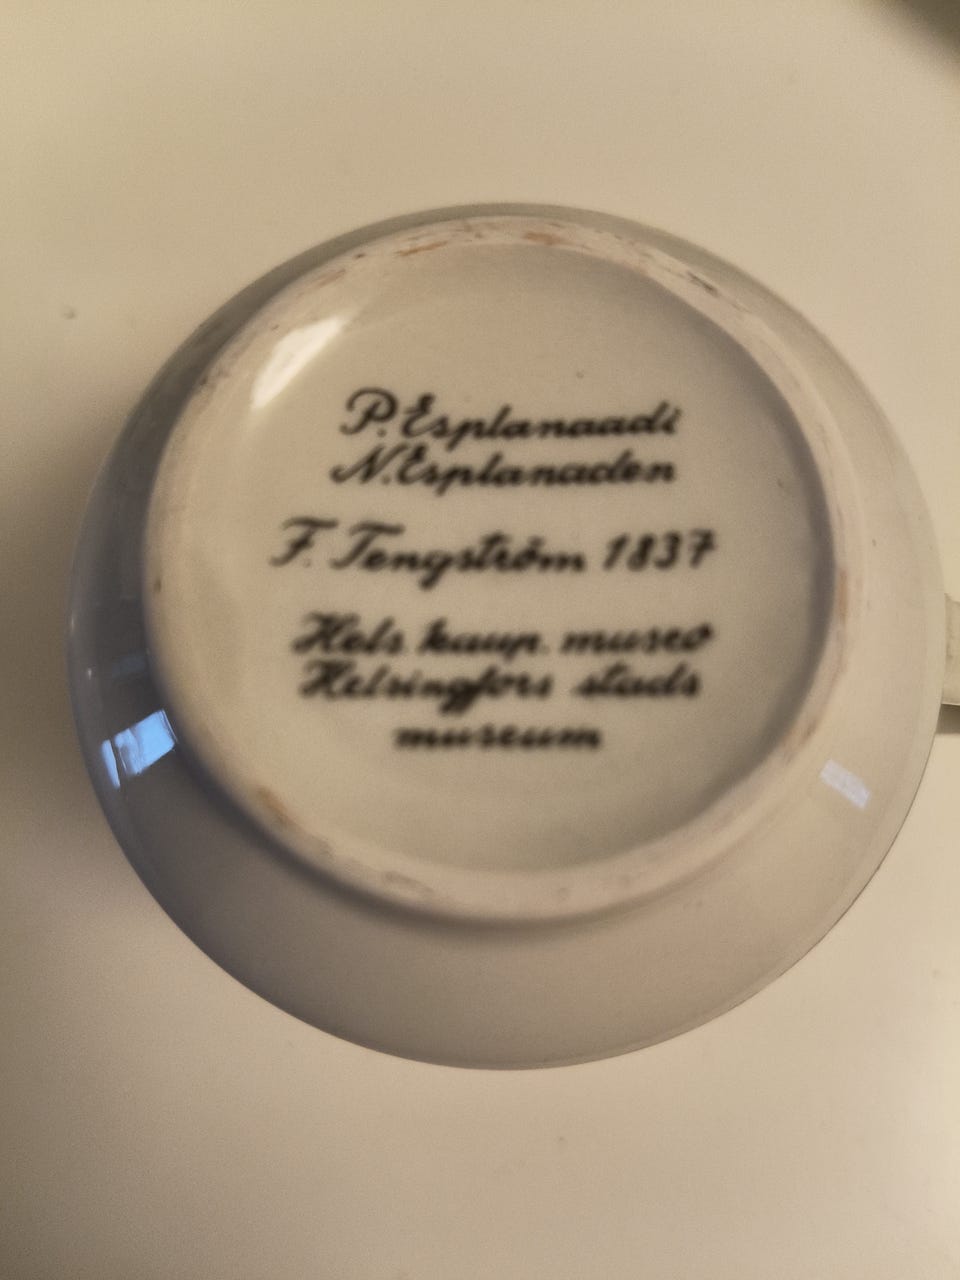 P. Esplanaadi
N. Esplanaden
F. Tengström 1837
Hels. kaup. museo
Helsingfors stads
museum